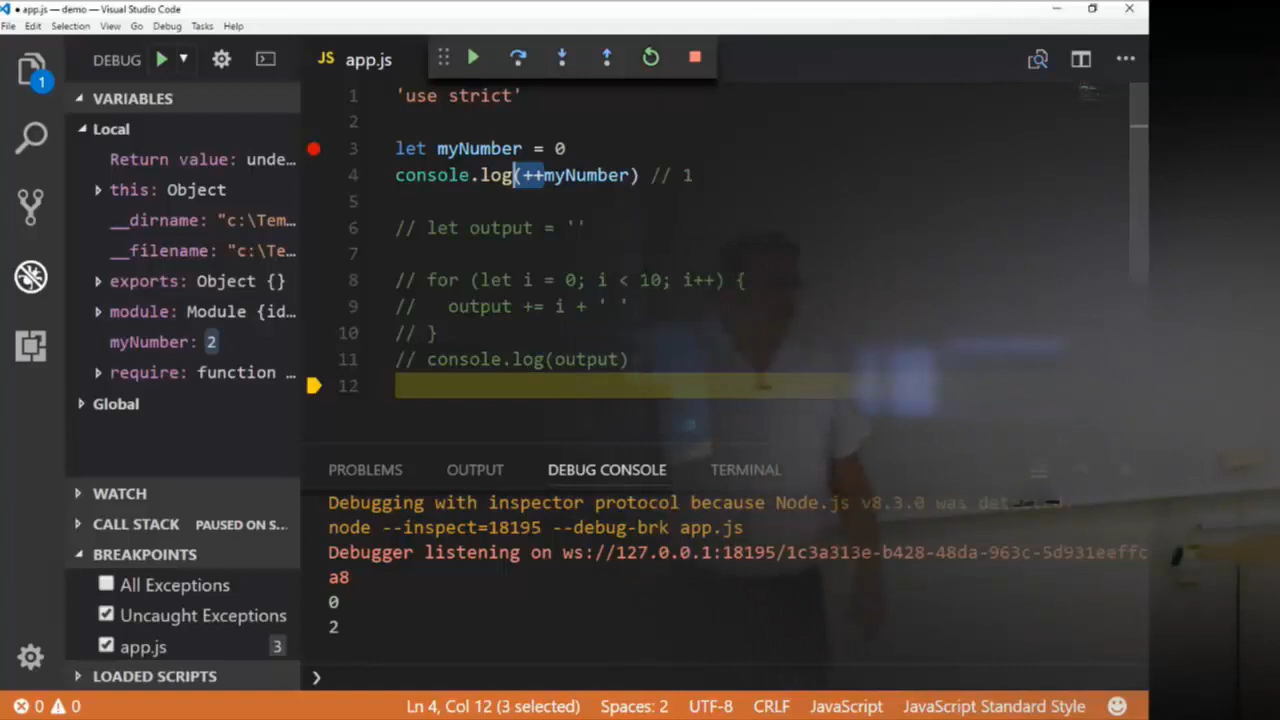 ● app.js — demo — Visual Studio Code
File Edit Selection View Go Debug Tasks Help
1
DEBUG
JS app.js
VARIABLES
Local
Return value: unde…
this: Object
__dirname: "c:\Tem…
__filename: "c:\Te…
exports: Object {}
module: Module {id…
myNumber: 2
require: function …
Global
WATCH
CALL STACK PAUSED ON S…
BREAKPOINTS
All Exceptions
Uncaught Exceptions
app.js 3
LOADED SCRIPTS
1 'use strict'
2
3 let myNumber = 0
4 console.log(++myNumber) // 1
5
6 // let output = ''
7
8 // for (let i = 0; i < 10; i++) {
9 //   output += i + ' '
10 // }
11 // console.log(output)
12
PROBLEMS OUTPUT DEBUG CONSOLE TERMINAL
Debugging with inspector protocol because Node.js v8.3.0 was
node --inspect=18195 --debug-brk app.js
Debugger listening on ws://127.0.0.1:18195/1c3a313e-b428-48da-963c-5d931eeffc
a8
0
2
0 0 Ln 4, Col 12 (3 selected) Spaces: 2 UTF-8 CRLF JavaScript JavaScript Standard Style